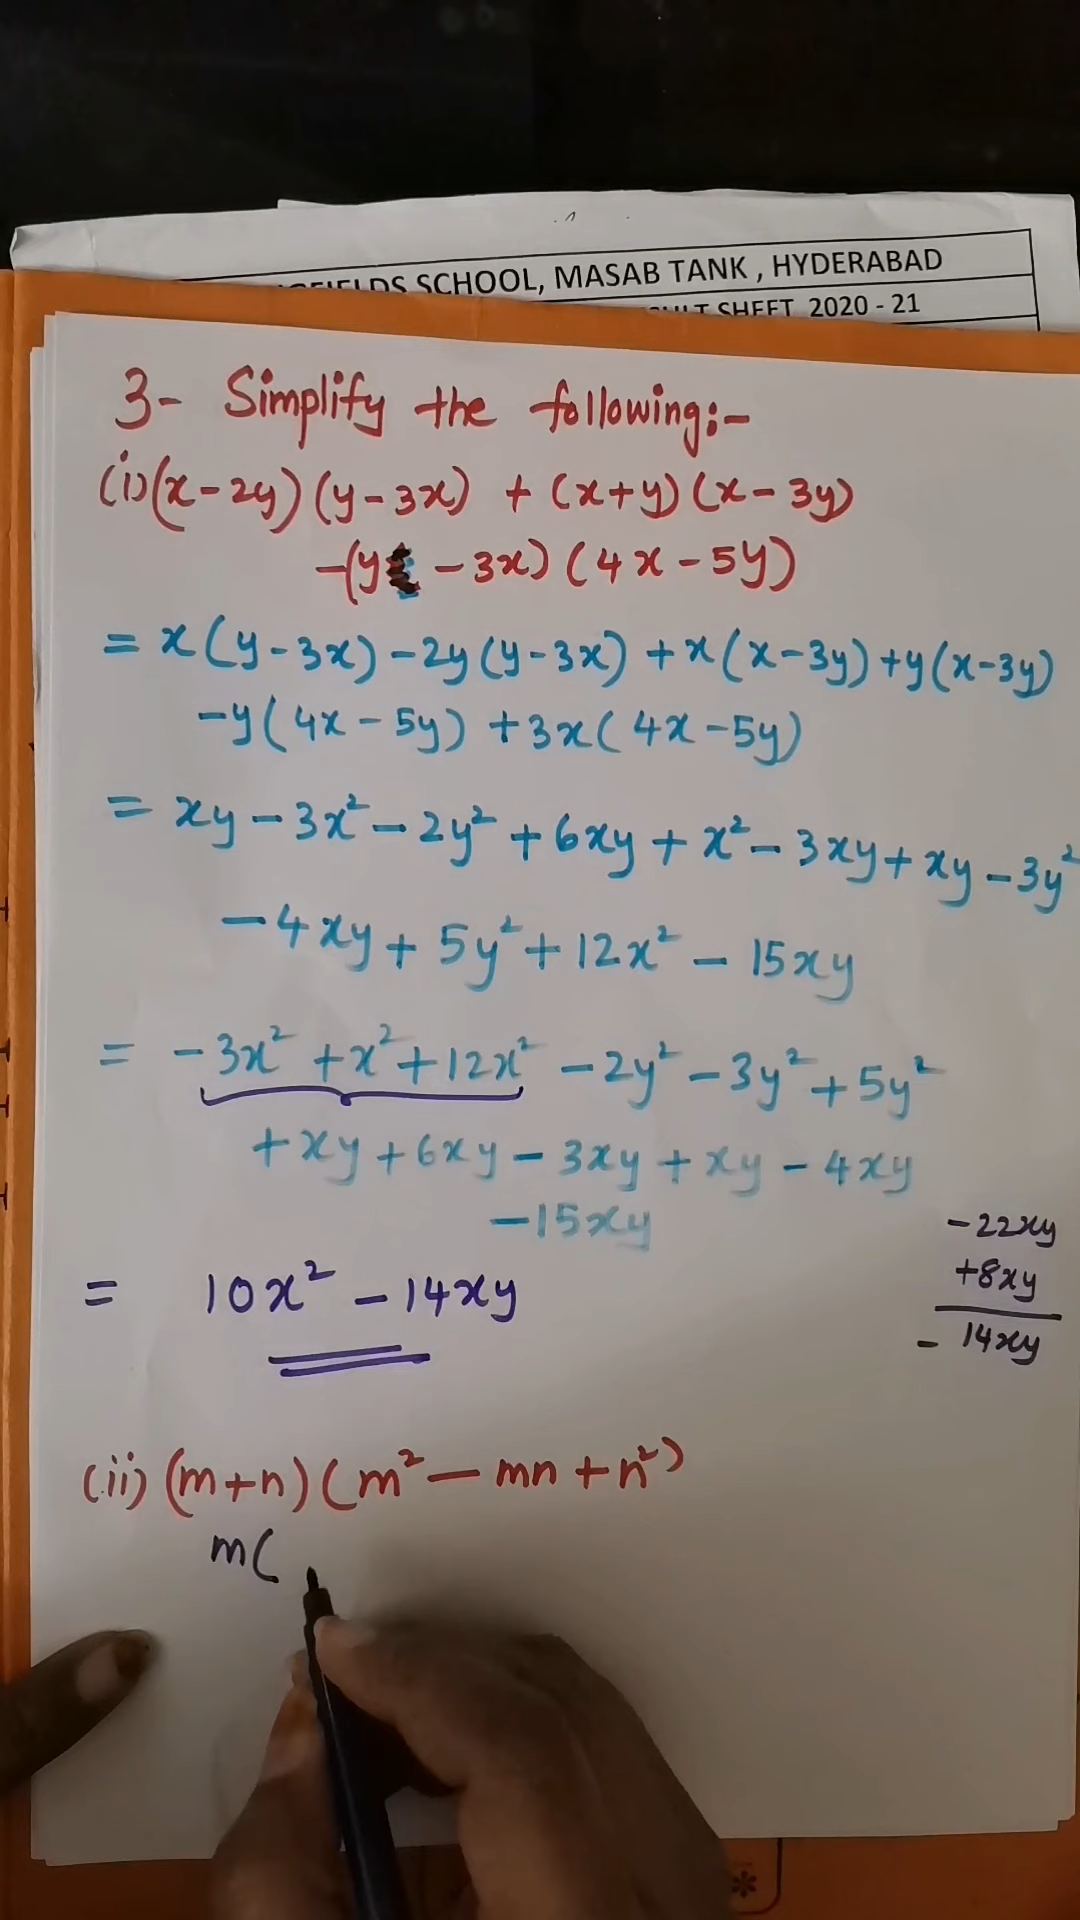 SCHOOL, MASAB TANK , HYDERABAD
SHEET 2020 - 21
3- Simplify the following:-
(i) (x-2y) (y-3x) + (x+y) (x-3y)
-(y -3x) (4x-5y)
= x(y-3x) -2y(y-3x) +x(x-3y) +y(x-3y)
-y(4x-5y) +3x(4x-5y)
= xy -3x² -2y² +6xy + x² -3xy + xy -3y²
-4xy + 5y² + 12x² - 15xy
= -3x² +x² +12x² -2y² -3y² +5y²
+xy +6xy -3xy +xy -4xy
-15xy
-22xy
+8xy
- 14xy
= 10x² -14xy
(ii) (m+n) (m² - mn + n²)
m(